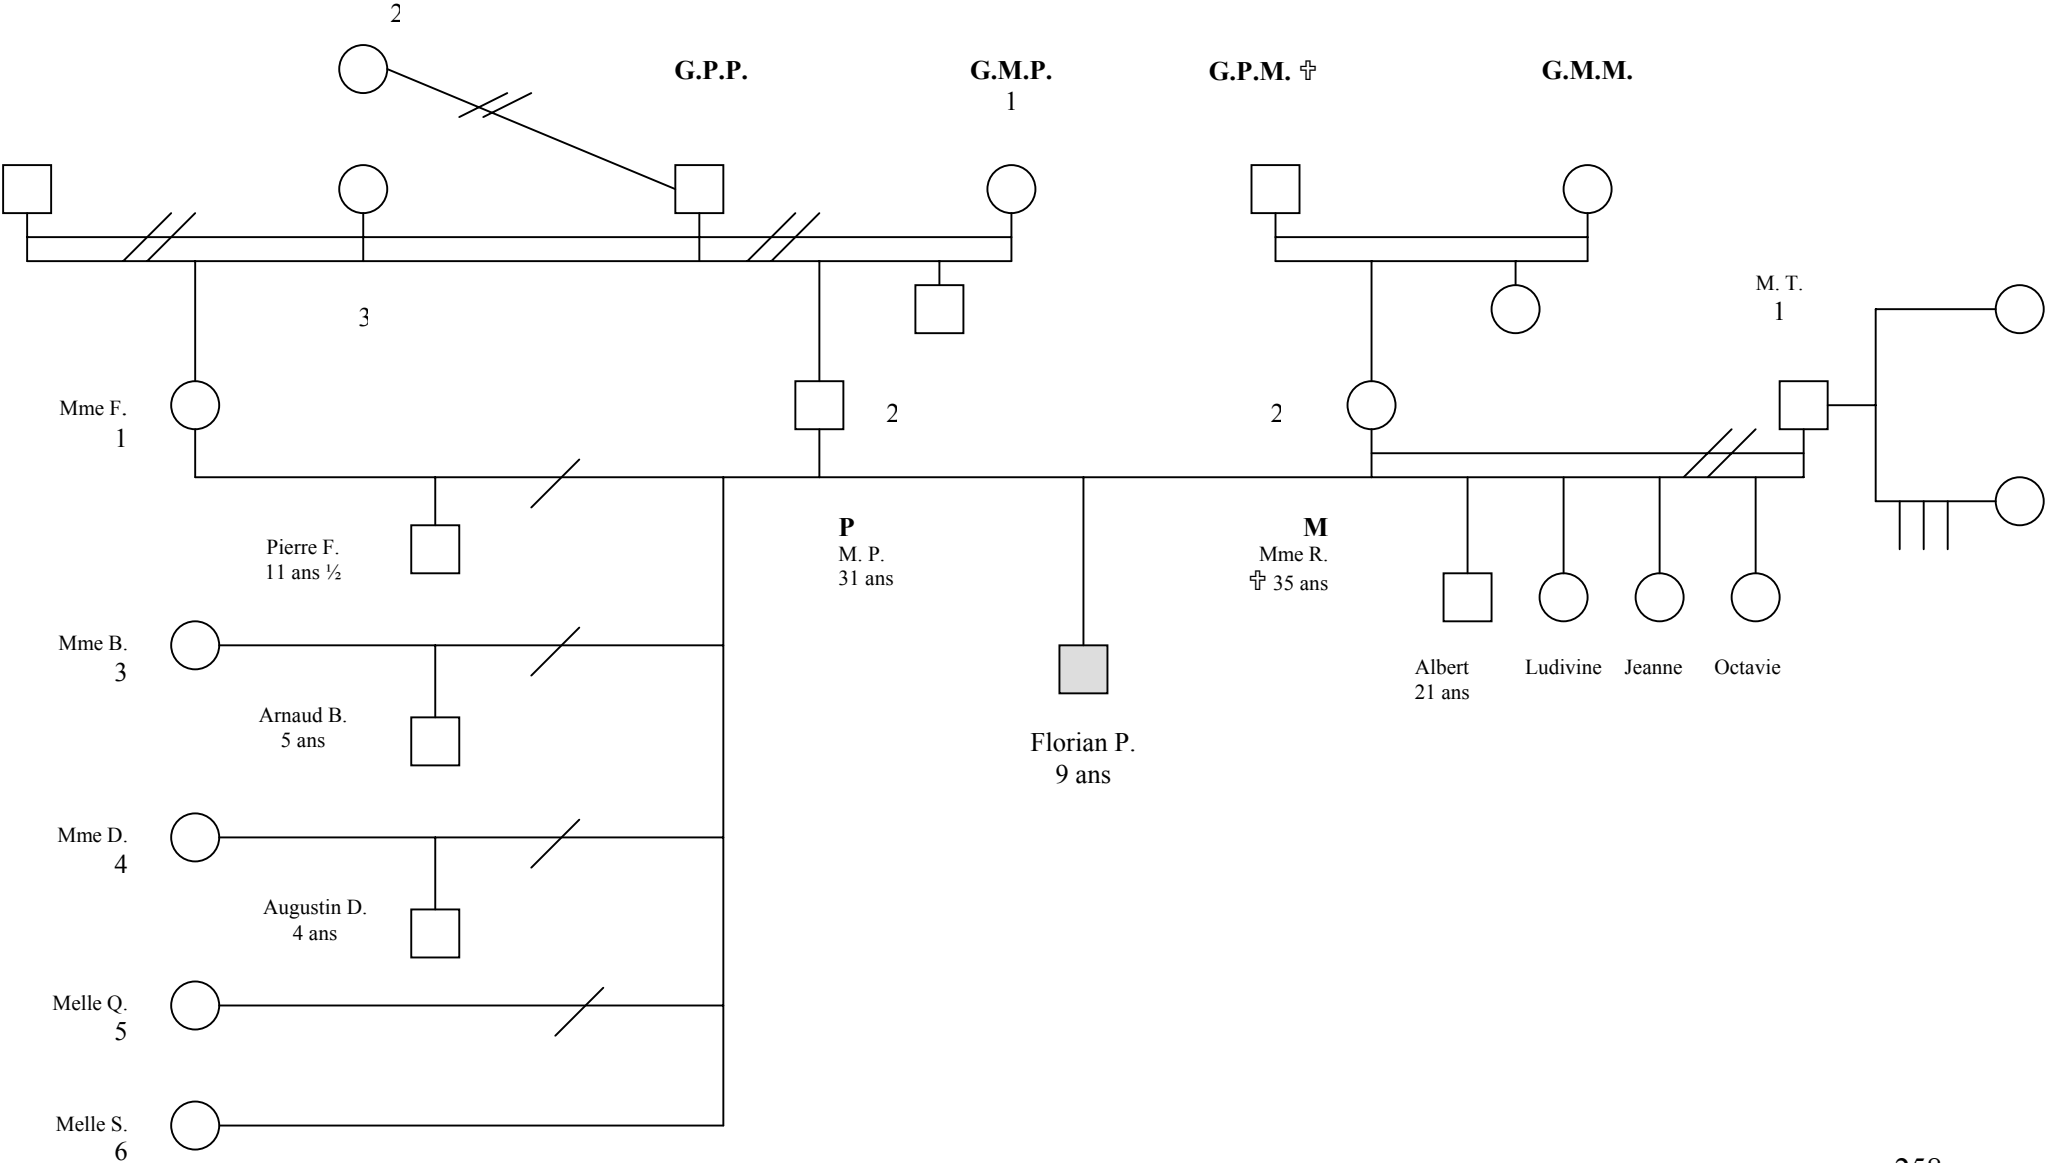 2
G.P.P.
G.M.P.
1
G.P.M. ✞
G.M.M.
3
M. T.
1
Mme F.
1
2
2
P
M. P.
31 ans
M
Mme R.
✞ 35 ans
Pierre F.
11 ans ½
Mme B.
3
Albert
21 ans
Ludivine
Jeanne
Octavie
Arnaud B.
5 ans
Florian P.
9 ans
Mme D.
4
Augustin D.
4 ans
Melle Q.
5
Melle S.
6